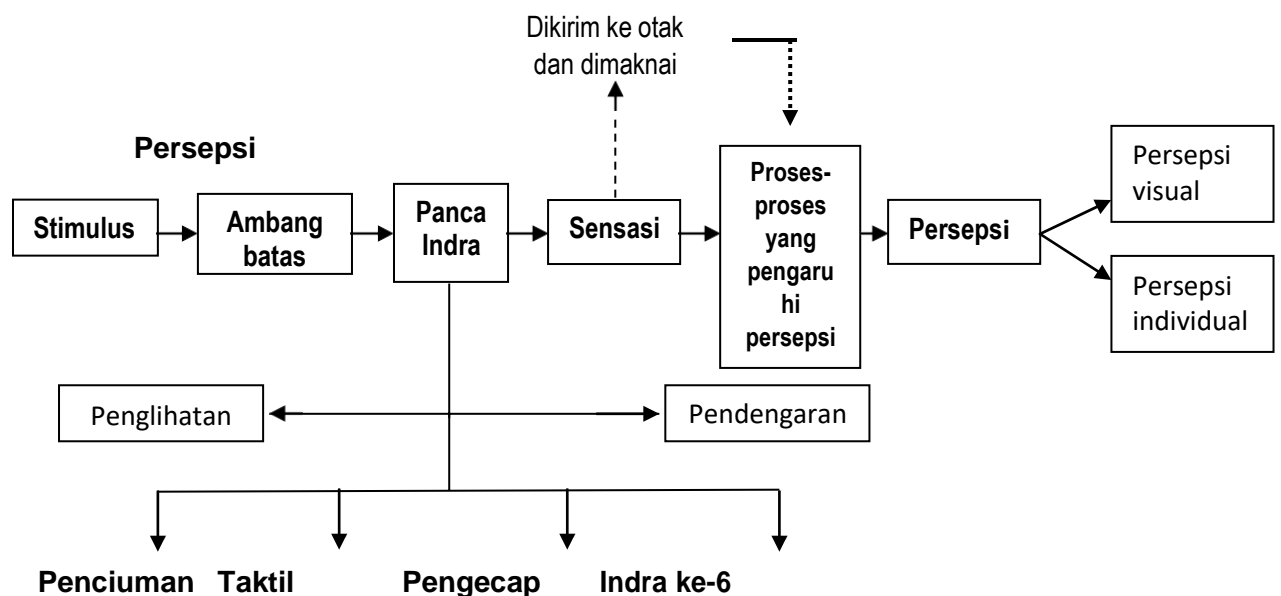 Dikirim ke otak
dan dimaknai
Persepsi
Stimulus
Ambang
batas
Panca
Indra
Sensasi
Proses-
proses
yang
pengaru
hi
persepsi
Persepsi
Persepsi
visual
Persepsi
individual
Penglihatan
Pendengaran
Penciuman Taktil Pengecap Indra ke-6